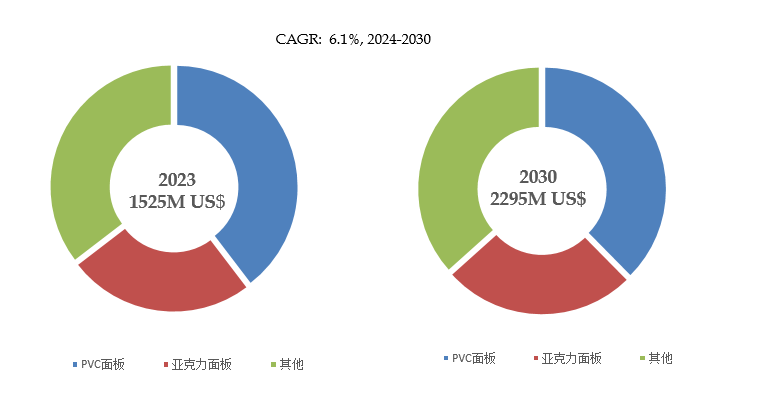 CAGR: 6.1%, 2024-2030
2023
1525M US$
2030
2295M US$
PVC面板 亚克力面板 其他
PVC面板 亚克力面板 其他